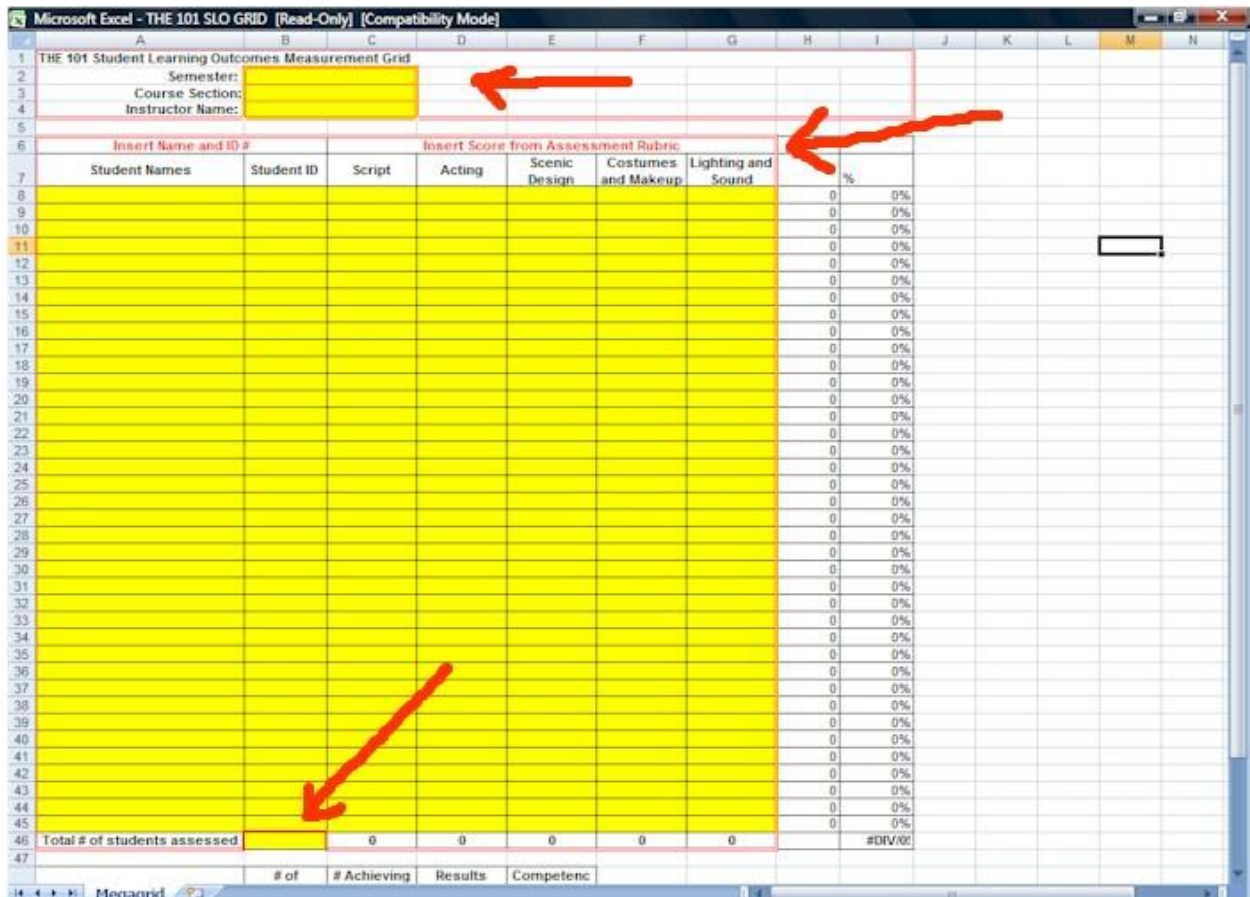 Microsoft Excel - THE 101 SLO GRID [Read-Only] [Compatibility Mode]
A B C D E F G H I J K L M N
1 THE 101 Student Learning Outcomes Measurement Grid
2 Semester:
3 Course Section:
4 Instructor Name:
5
6 Insert Name and ID # Insert Score from Assessment Rubric
7 Student Names Student ID Script Acting Scenic Design Costumes and Makeup Lighting and Sound %
8 0 0%
9 0 0%
10 0 0%
11 0 0%
12 0 0%
13 0 0%
14 0 0%
15 0 0%
16 0 0%
17 0 0%
18 0 0%
19 0 0%
20 0 0%
21 0 0%
22 0 0%
23 0 0%
24 0 0%
25 0 0%
26 0 0%
27 0 0%
28 0 0%
29 0 0%
30 0 0%
31 0 0%
32 0 0%
33 0 0%
34 0 0%
35 0 0%
36 0 0%
37 0 0%
38 0 0%
39 0 0%
40 0 0%
41 0 0%
42 0 0%
43 0 0%
44 0 0%
45 0 0%
46 Total # of students assessed 0 0 0 0 0 #DIV/0!
47
# of # Achieving Results Competenc
Megagrid